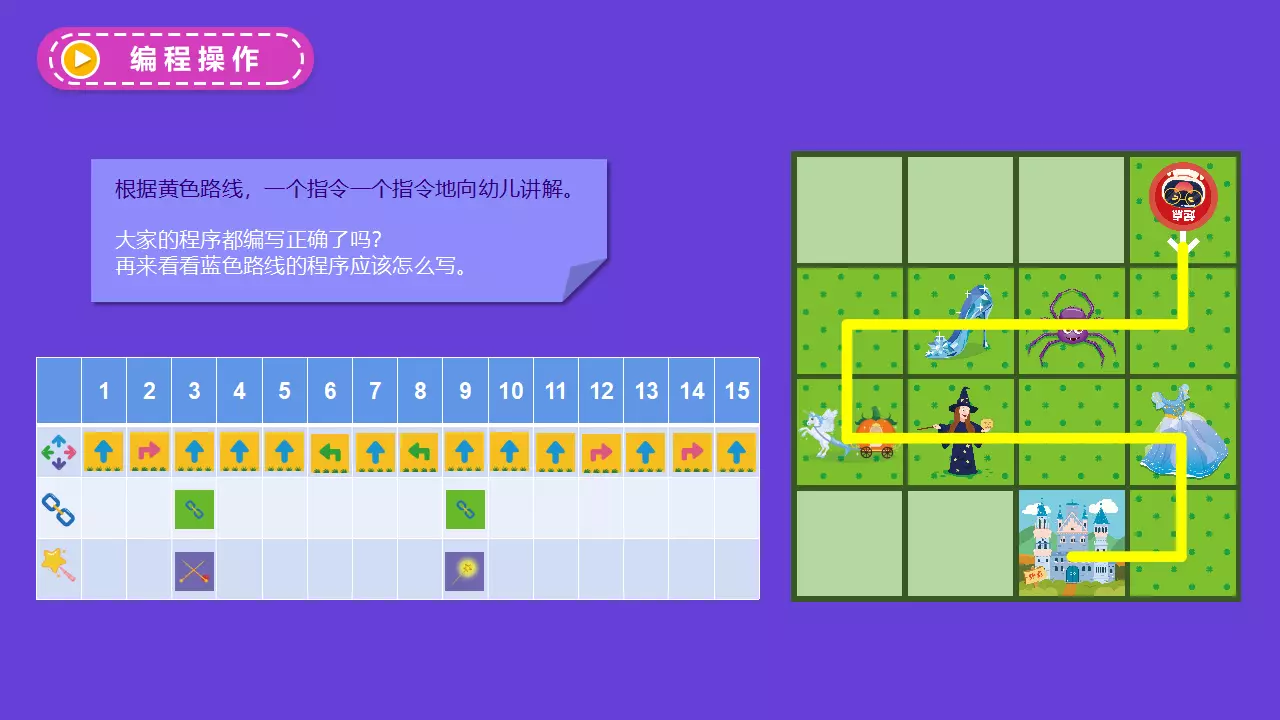 编程操作
根据黄色路线，一个指令一个指令地向幼儿讲解。
大家的程序都编写正确了吗？
再来看看蓝色路线的程序应该怎么写。
1 2 3 4 5 6 7 8 9 10 11 12 13 14 15
起点